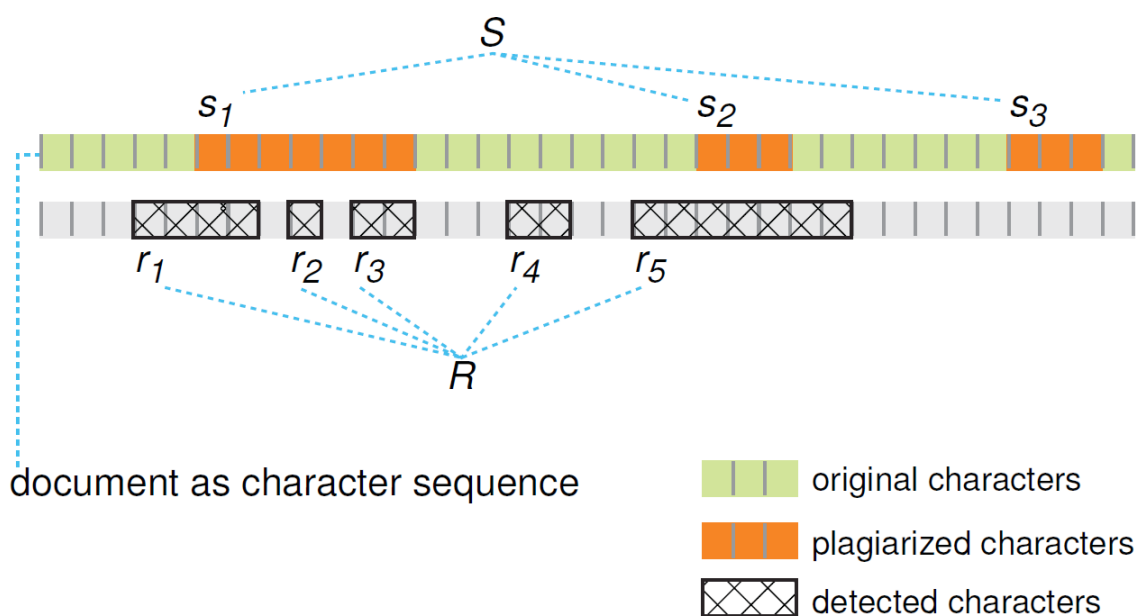 S
s1 s2 s3
r1 r2 r3 r4 r5
R
document as character sequence
original characters
plagiarized characters
detected characters